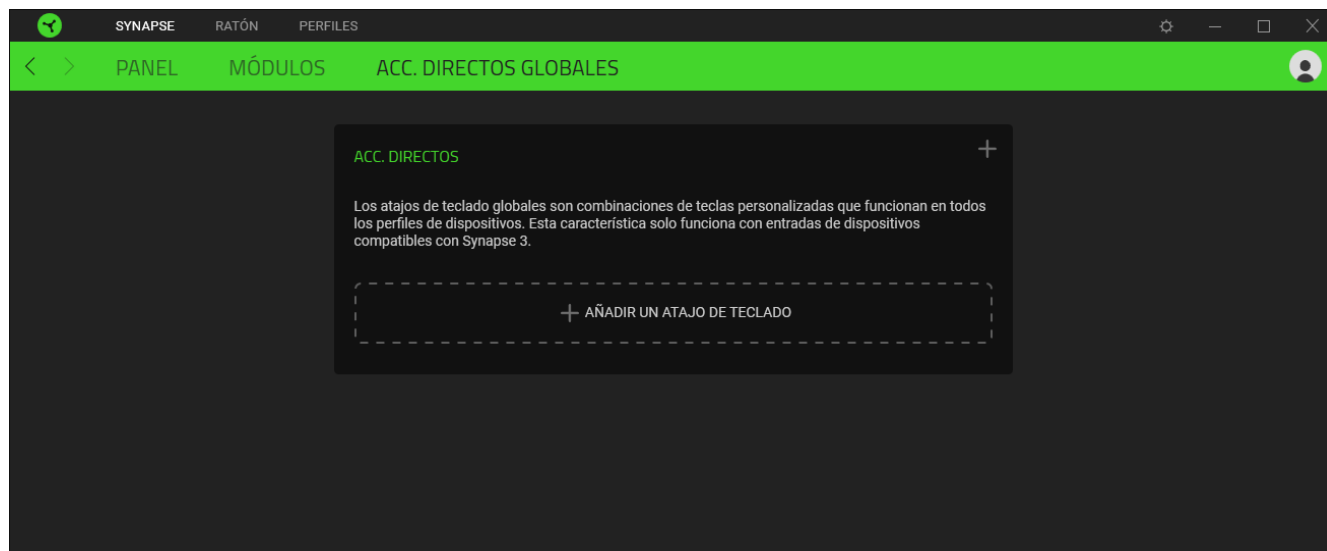 SYNAPSE RATÓN PERFILES
PANEL MÓDULOS ACC. DIRECTOS GLOBALES
ACC. DIRECTOS
Los atajos de teclado globales son combinaciones de teclas personalizadas que funcionan en todos
los perfiles de dispositivos. Esta característica solo funciona con entradas de dispositivos
compatibles con Synapse 3.
AÑADIR UN ATAJO DE TECLADO